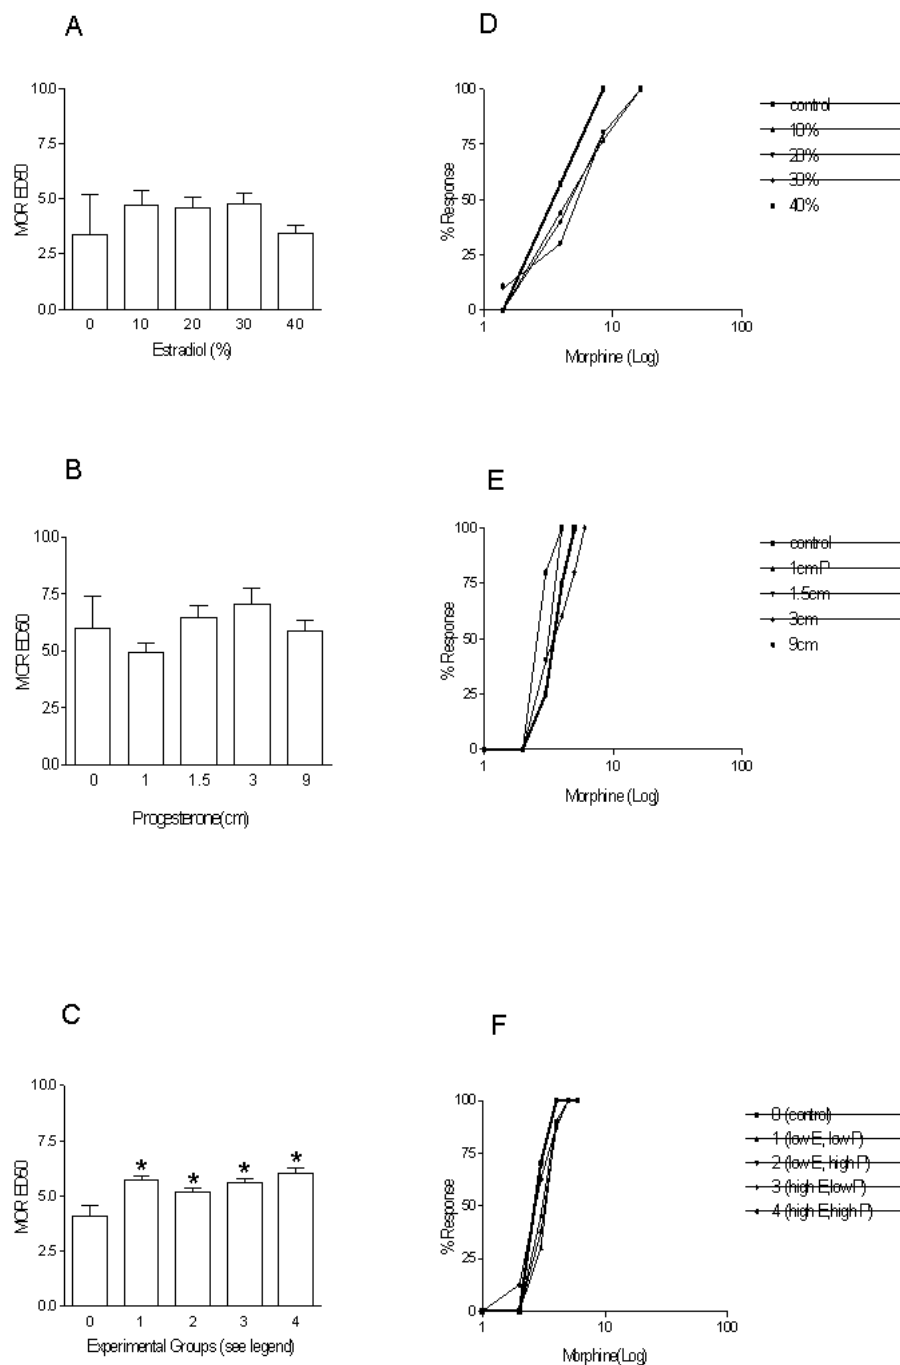 A
10.0
7.5
5.0
2.5
0.0
MOR ED50
0 10 20 30 40
Estradiol (%)
D
100
75
50
25
0
% Response
1 10 100
Morphine (Log)
control
10%
20%
30%
40%
B
10.0
7.5
5.0
2.5
0.0
MOR ED50
0 1 1.5 3 9
Progesterone(cm)
E
100
75
50
25
0
% Response
1 10 100
Morphine (Log)
control
1cm P
1.5cm
3cm
9cm
C
10.0
7.5
5.0
2.5
0.0
MOR ED50
* * * *
0 1 2 3 4
Experimental Groups (see legend)
F
100
75
50
25
0
% Response
1 10 100
Morphine(Log)
0 (control)
1 (low E, low P)
2 (low E, high P)
3 (high E,low P)
4 (high E,high P)